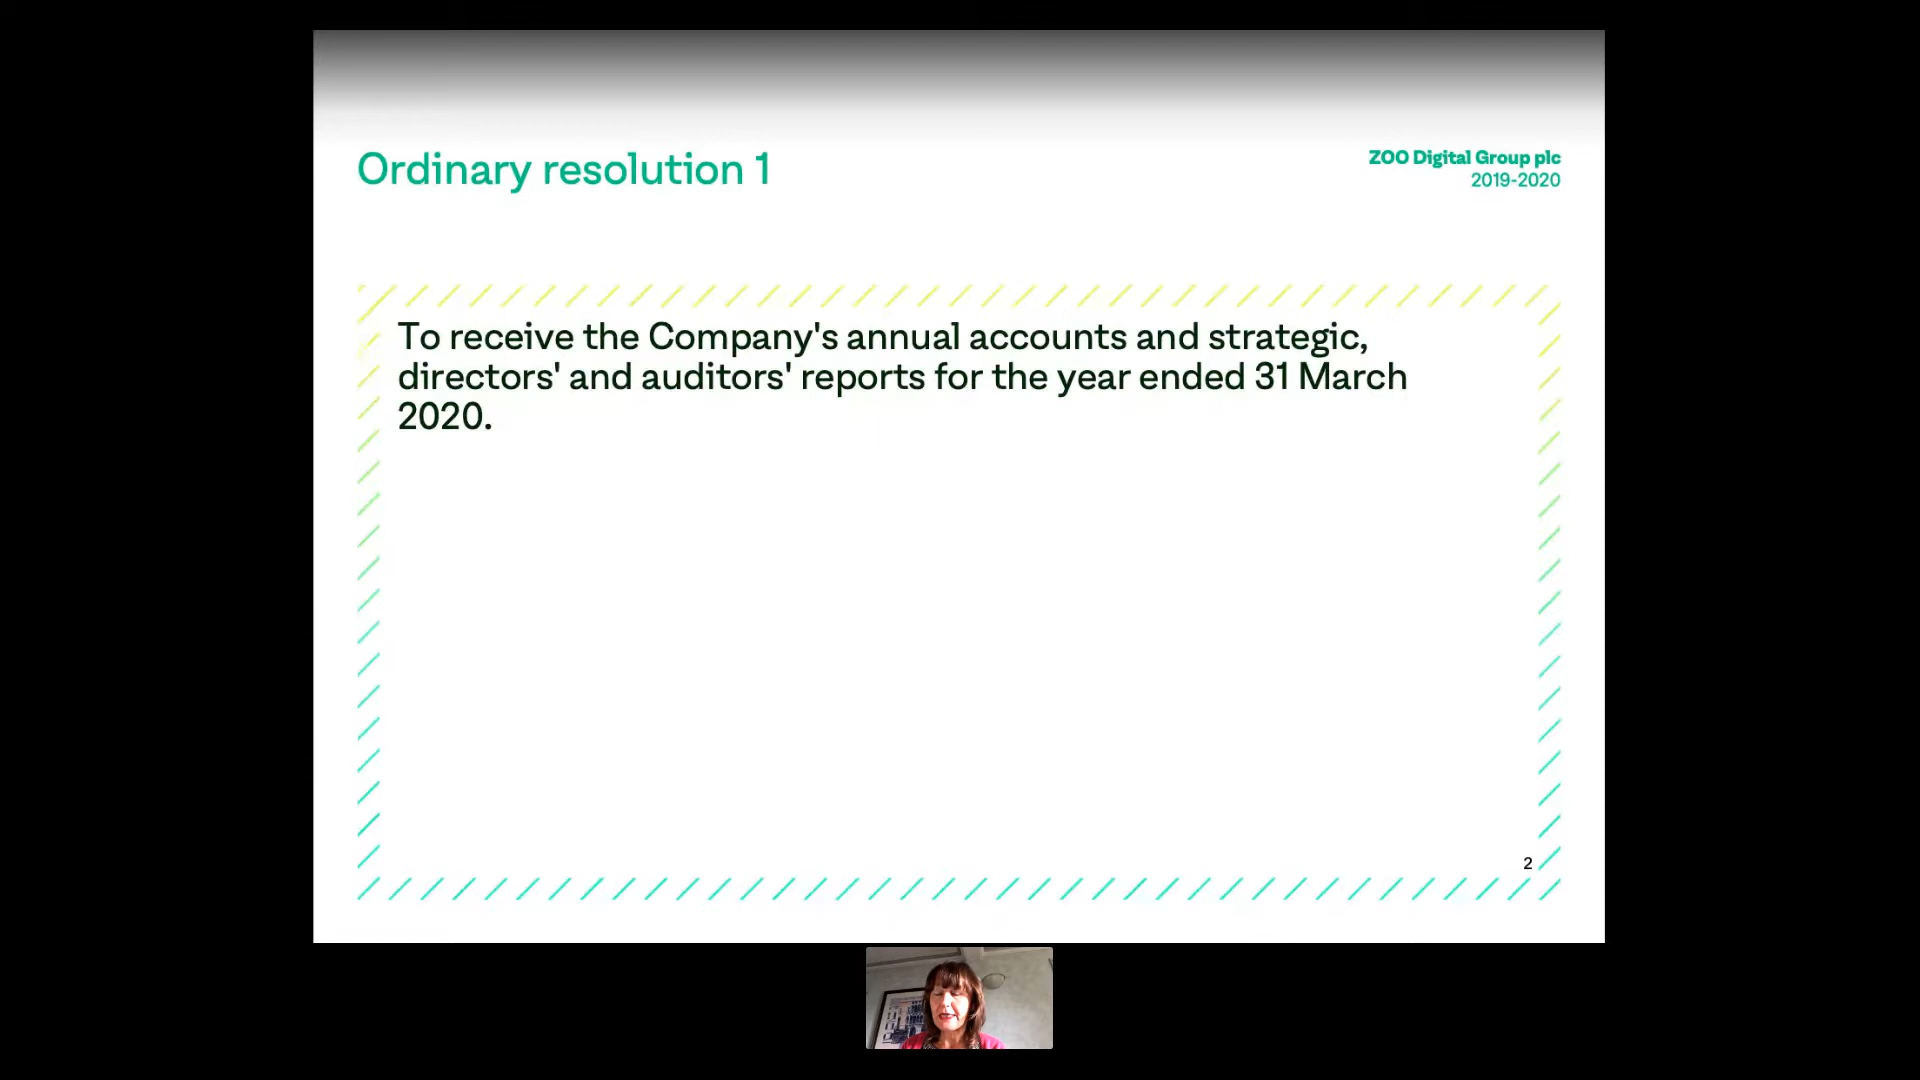 Ordinary resolution 1
ZOO Digital Group plc
2019-2020
To receive the Company's annual accounts and strategic,
directors' and auditors' reports for the year ended 31 March
2020.
2